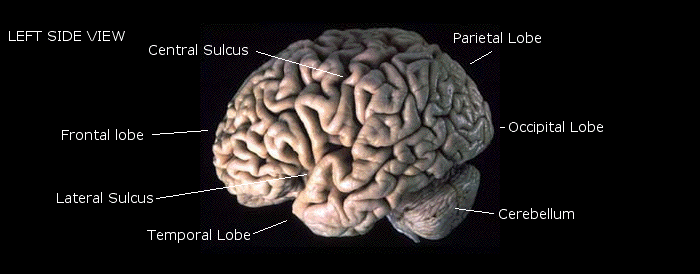 LEFT SIDE VIEW
Central Sulcus
Parietal Lobe
Frontal lobe
Occipital Lobe
Lateral Sulcus
Cerebellum
Temporal Lobe